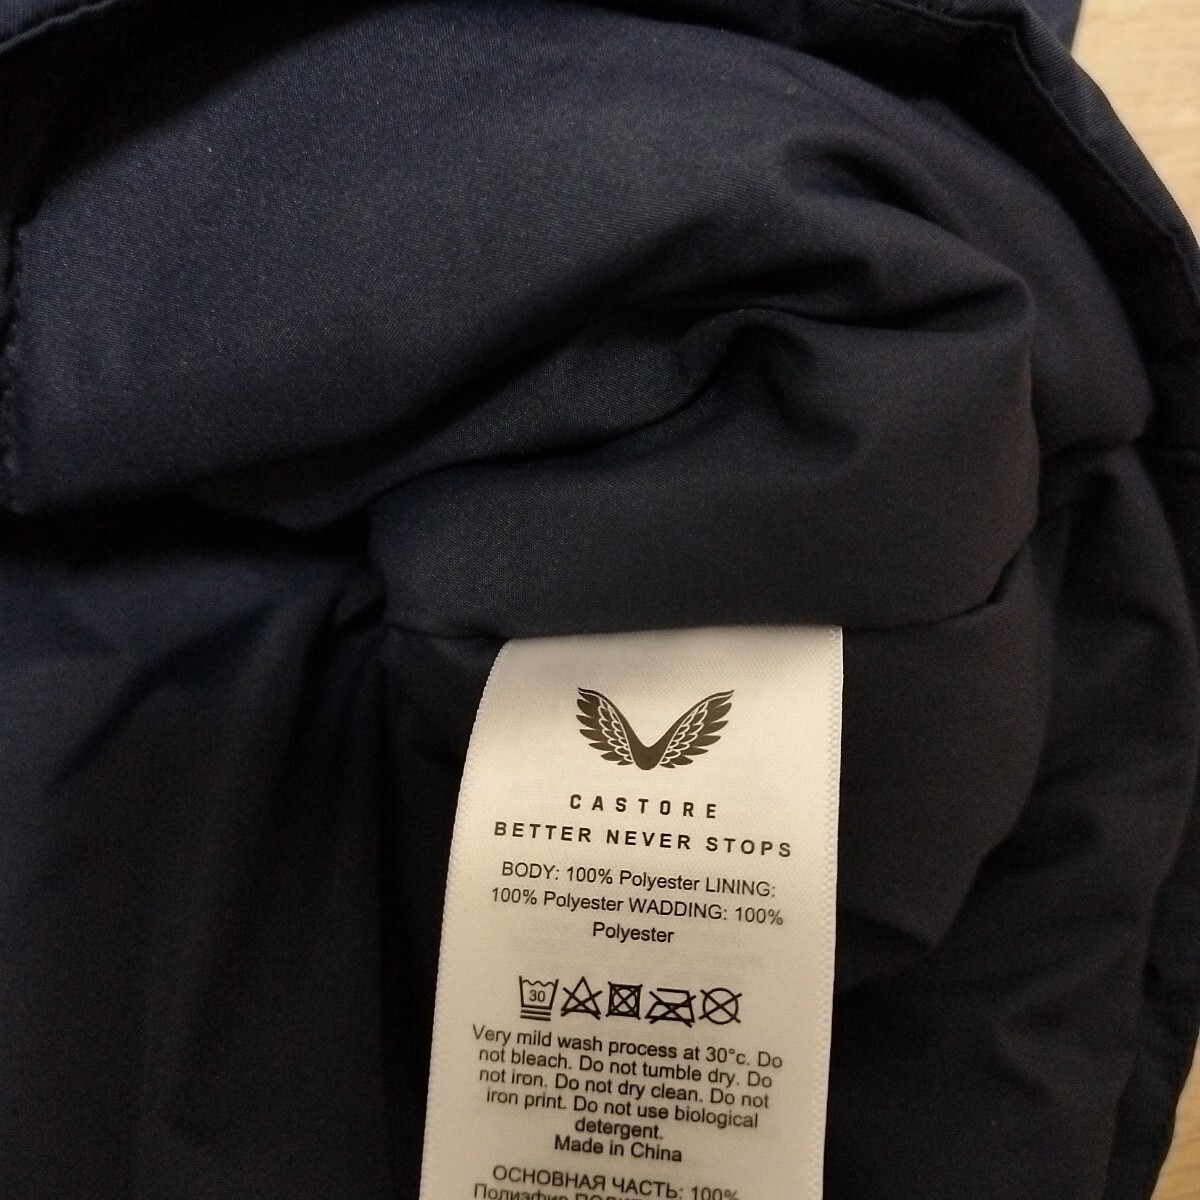 CASTORE
BETTER NEVER STOPS
BODY: 100% Polyester LINING:
100% Polyester WADDING: 100%
Polyester
30
Very mild wash process at 30°c. Do
not bleach. Do not tumble dry. Do
not iron. Do not dry clean. Do not
iron print. Do not use biological
detergent.
Made in China
ОСНОВНАЯ ЧАСТЬ: 100%
Полиэфир